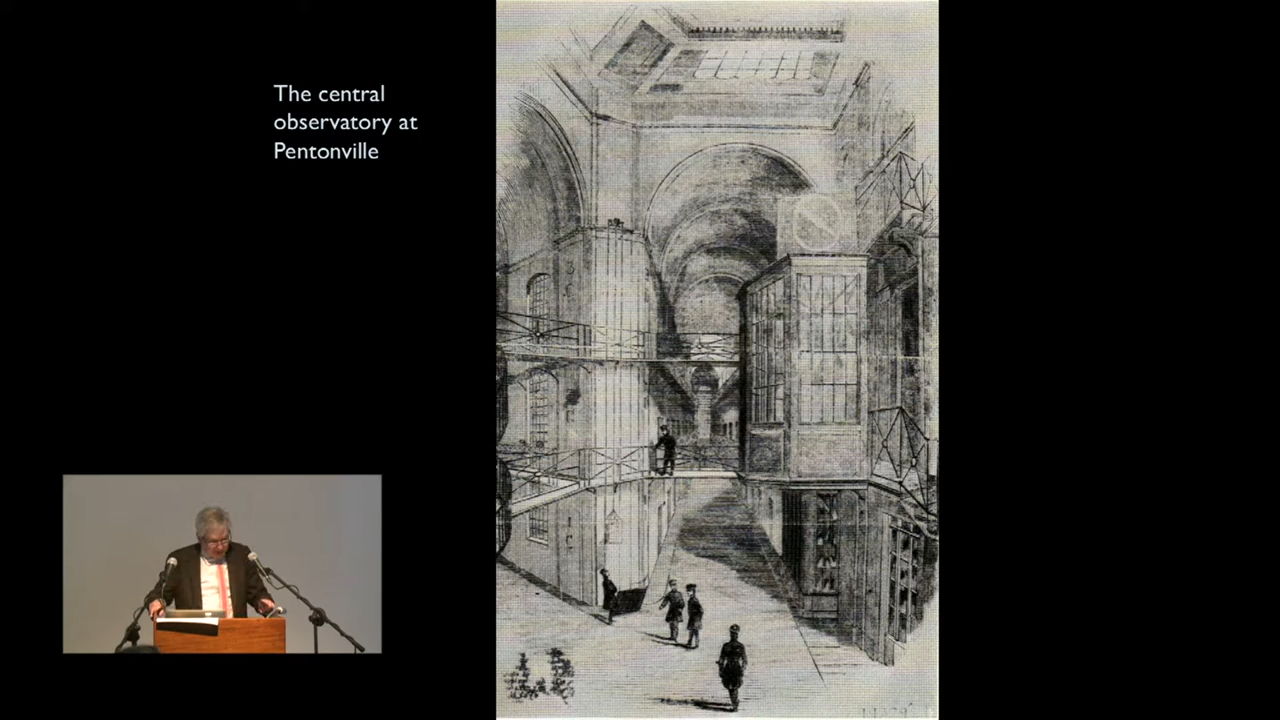 The central
observatory at
Pentonville